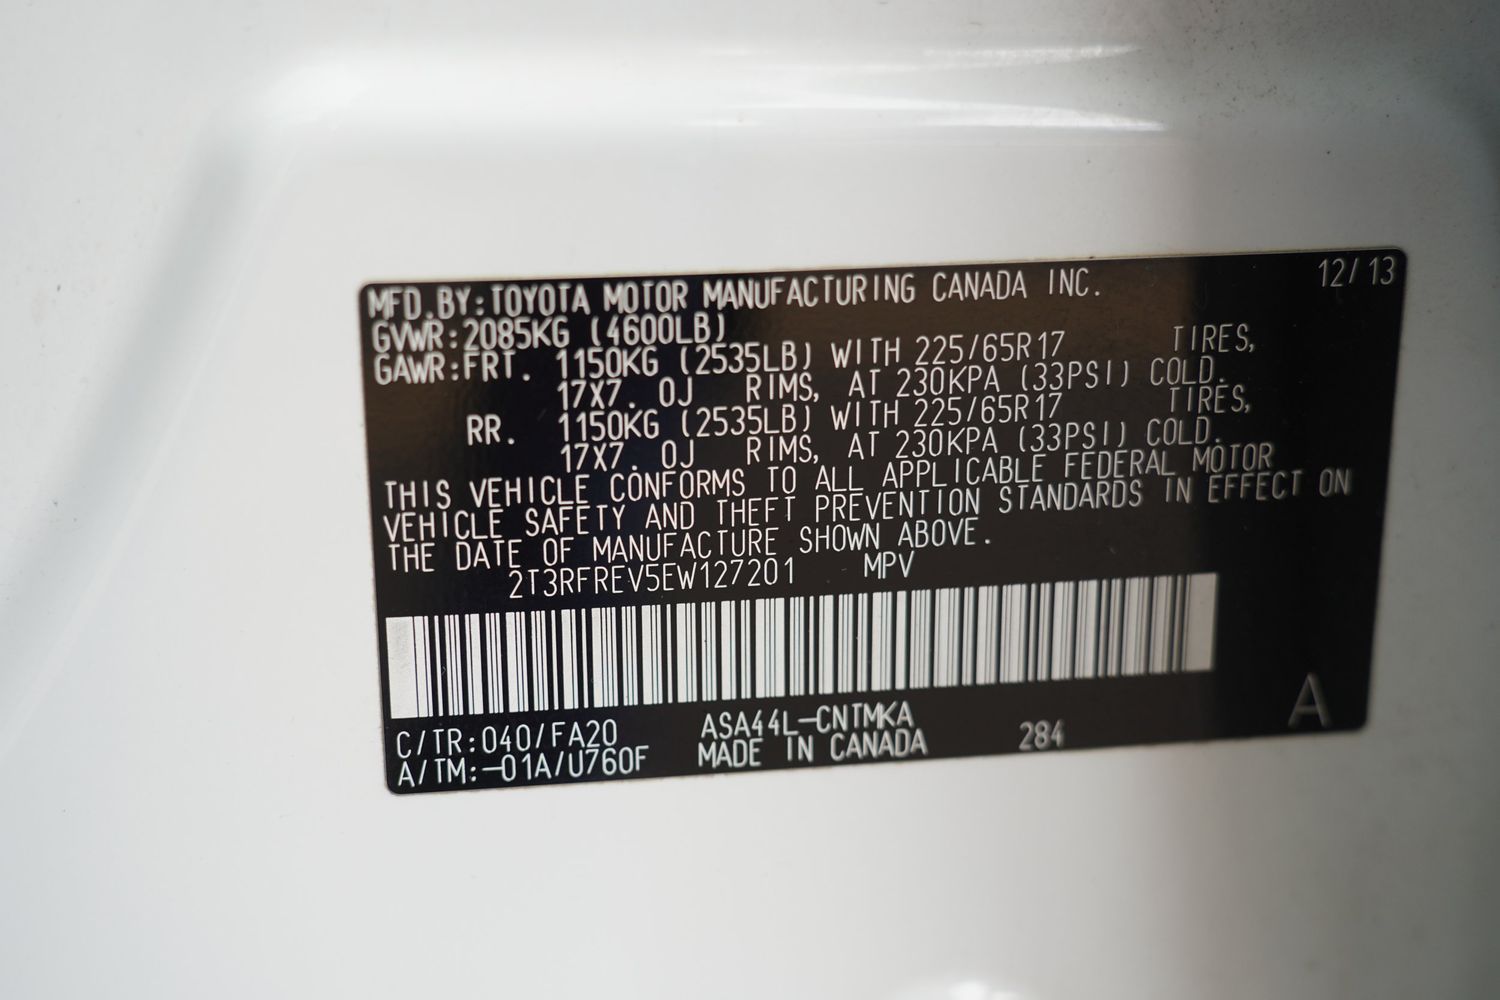 MFD.BY:TOYOTA MOTOR MANUFACTURING CANADA INC. 12/13
GVWR:2085KG (4600LB)
GAWR:FRT. 1150KG (2535LB) WITH 225/65R17 TIRES,
17X7. 0J RIMS, AT 230KPA (33PSI) COLD.
RR. 1150KG (2535LB) WITH 225/65R17 TIRES,
17X7. 0J RIMS, AT 230KPA (33PSI) COLD.
THIS VEHICLE CONFORMS TO ALL APPLICABLE FEDERAL MOTOR
VEHICLE SAFETY AND THEFT PREVENTION STANDARDS IN EFFECT ON
THE DATE OF MANUFACTURE SHOWN ABOVE.
2T3RFREV5EW127201 MPV
C/TR:040/FA20 ASA44L-CNTMKA 284 A
A/TM:-01A/U760F MADE IN CANADA